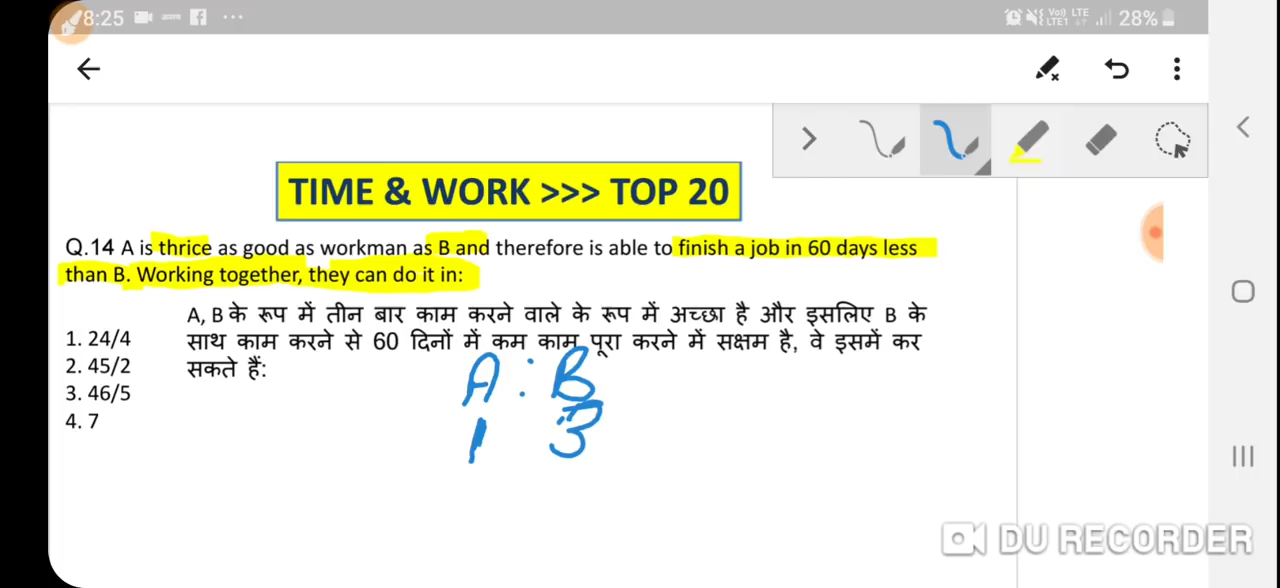 8:25
Vo)) LTE
LTE1
28%
TIME & WORK >>> TOP 20
Q.14 A is thrice as good as workman as B and therefore is able to finish a job in 60 days less
than B. Working together, they can do it in:
A, B के रूप में तीन बार काम करने वाले के रूप में अच्छा है और इसलिए B के
साथ काम करने से 60 दिनों में कम काम पूरा करने में सक्षम है, वे इसमें कर
सकते हैं:
1. 24/4
2. 45/2
3. 46/5
4. 7
A : B
1 3
DU RECORDER